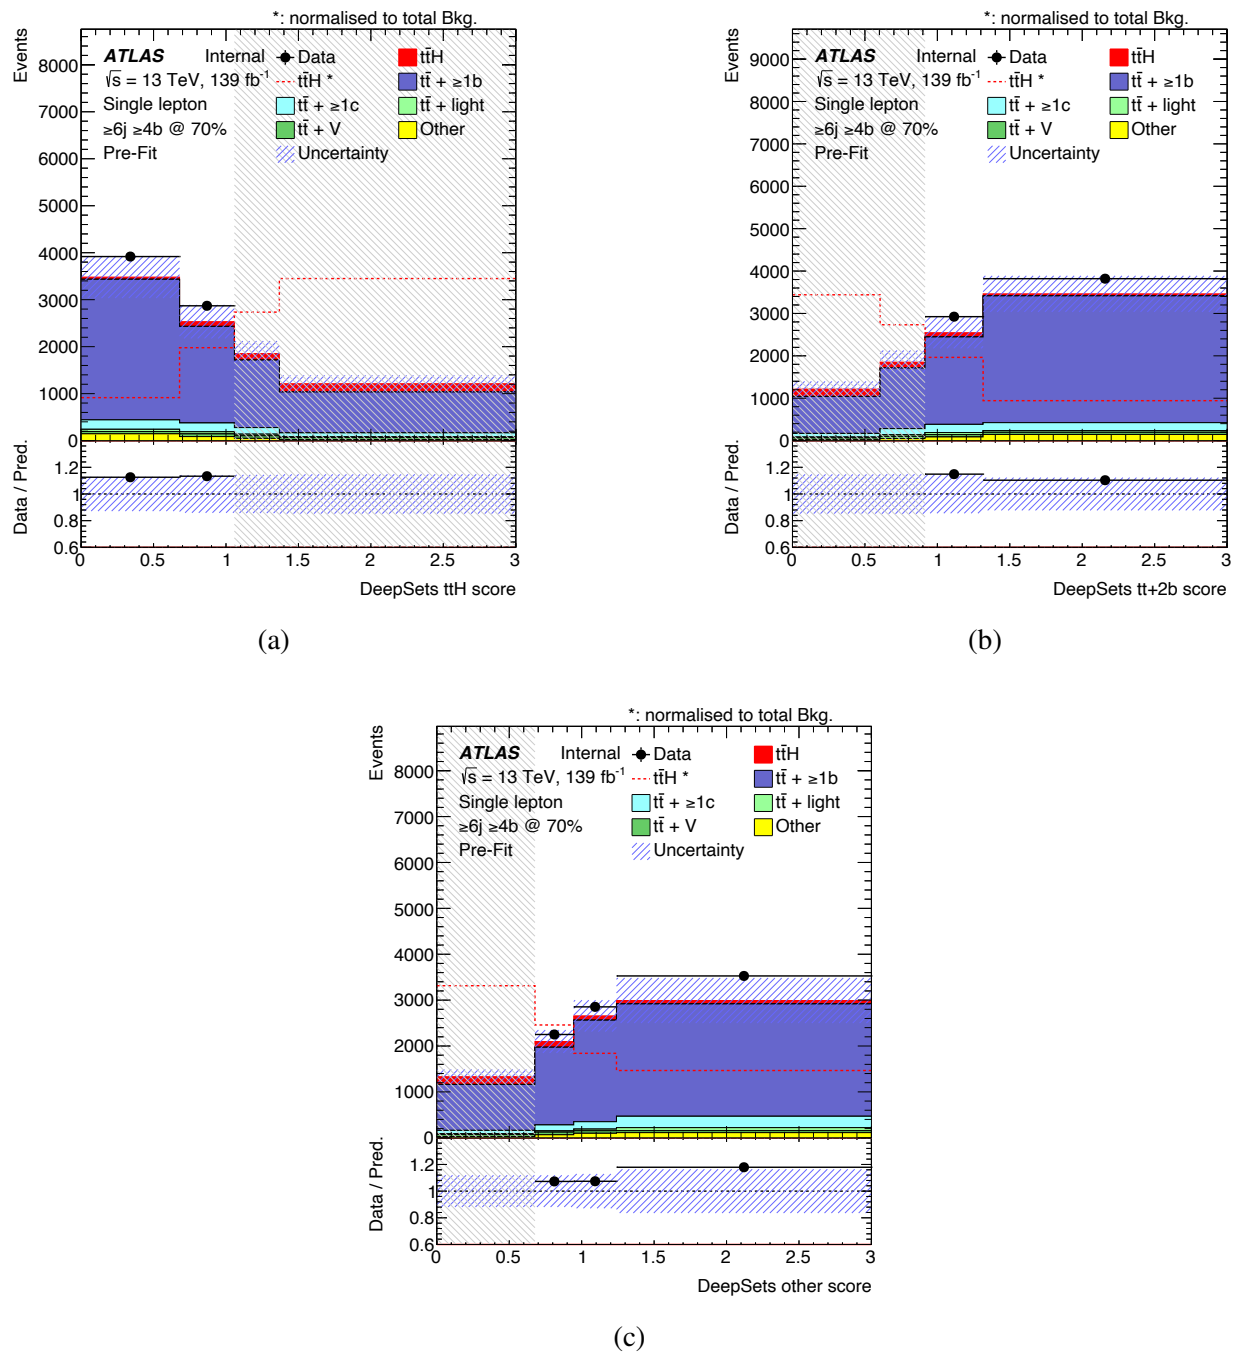 *: normalised to total Bkg.
Events
8000
7000
6000
5000
4000
3000
2000
1000
0
ATLAS Internal
√s = 13 TeV, 139 fb⁻¹
Single lepton
≥6j ≥4b @ 70%
Pre-Fit
Data
tt̄H
tt̄H *
tt̄ + ≥1b
tt̄ + ≥1c
tt̄ + light
tt̄ + V
Other
Uncertainty
Data / Pred.
1.2
1
0.8
0.6
0 0.5 1 1.5 2 2.5 3
DeepSets ttH score
(a)
*: normalised to total Bkg.
Events
9000
8000
7000
6000
5000
4000
3000
2000
1000
0
ATLAS Internal
√s = 13 TeV, 139 fb⁻¹
Single lepton
≥6j ≥4b @ 70%
Pre-Fit
Data
tt̄H
tt̄H *
tt̄ + ≥1b
tt̄ + ≥1c
tt̄ + light
tt̄ + V
Other
Uncertainty
Data / Pred.
1.2
1
0.8
0.6
0 0.5 1 1.5 2 2.5 3
DeepSets tt+2b score
(b)
*: normalised to total Bkg.
Events
8000
7000
6000
5000
4000
3000
2000
1000
0
ATLAS Internal
√s = 13 TeV, 139 fb⁻¹
Single lepton
≥6j ≥4b @ 70%
Pre-Fit
Data
tt̄H
tt̄H *
tt̄ + ≥1b
tt̄ + ≥1c
tt̄ + light
tt̄ + V
Other
Uncertainty
Data / Pred.
1.2
1
0.8
0.6
0 0.5 1 1.5 2 2.5 3
DeepSets other score
(c)